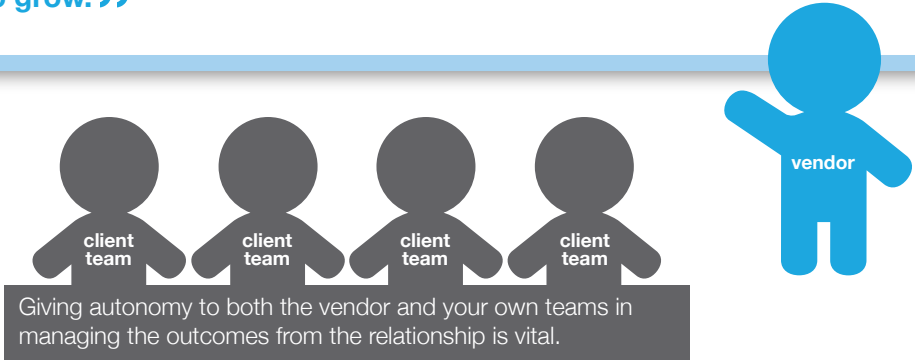 grow.”
vendor
client client client client
team team team team
Giving autonomy to both the vendor and your own teams in
managing the outcomes from the relationship is vital.